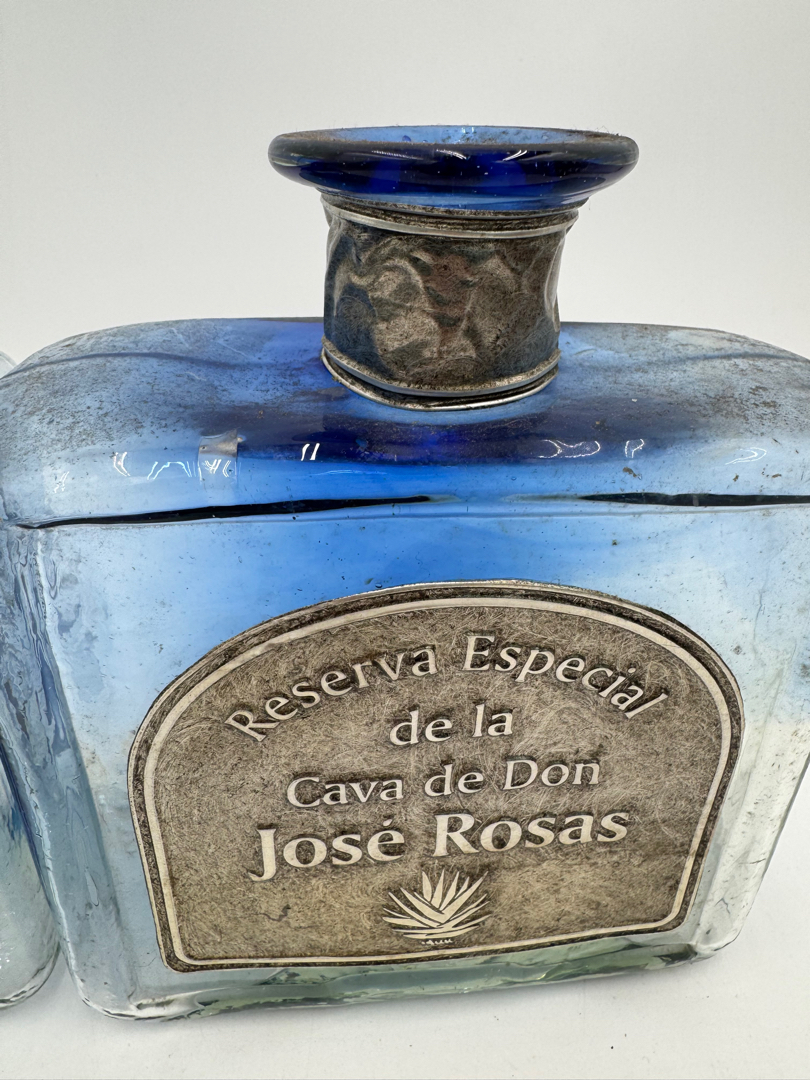 Reserva Especial
de la
Cava de Don
José Rosas